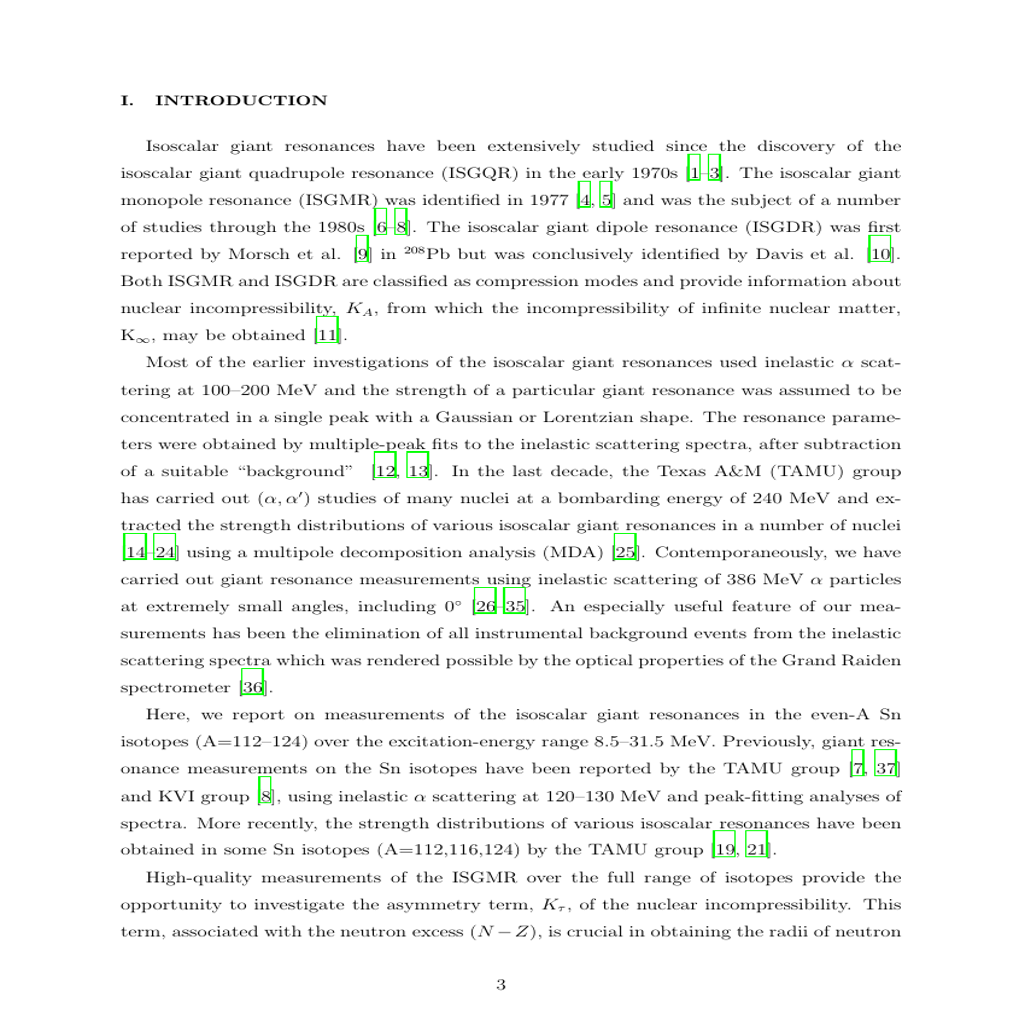 I. INTRODUCTION
Isoscalar giant resonances have been extensively studied since the discovery of the
isoscalar giant quadrupole resonance (ISGQR) in the early 1970s [1–3]. The isoscalar giant
monopole resonance (ISGMR) was identified in 1977 [4, 5] and was the subject of a number
of studies through the 1980s [6–8]. The isoscalar giant dipole resonance (ISGDR) was first
reported by Morsch et al. [9] in ²⁰⁸Pb but was conclusively identified by Davis et al. [10].
Both ISGMR and ISGDR are classified as compression modes and provide information about
nuclear incompressibility, K_A, from which the incompressibility of infinite nuclear matter,
K_∞, may be obtained [11].
Most of the earlier investigations of the isoscalar giant resonances used inelastic α scat-
tering at 100–200 MeV and the strength of a particular giant resonance was assumed to be
concentrated in a single peak with a Gaussian or Lorentzian shape. The resonance parame-
ters were obtained by multiple-peak fits to the inelastic scattering spectra, after subtraction
of a suitable “background” [12, 13]. In the last decade, the Texas A&M (TAMU) group
has carried out (α, α′) studies of many nuclei at a bombarding energy of 240 MeV and ex-
tracted the strength distributions of various isoscalar giant resonances in a number of nuclei
[14–24] using a multipole decomposition analysis (MDA) [25]. Contemporaneously, we have
carried out giant resonance measurements using inelastic scattering of 386 MeV α particles
at extremely small angles, including 0° [26–35]. An especially useful feature of our mea-
surements has been the elimination of all instrumental background events from the inelastic
scattering spectra which was rendered possible by the optical properties of the Grand Raiden
spectrometer [36].
Here, we report on measurements of the isoscalar giant resonances in the even-A Sn
isotopes (A=112–124) over the excitation-energy range 8.5–31.5 MeV. Previously, giant res-
onance measurements on the Sn isotopes have been reported by the TAMU group [7, 37]
and KVI group [8], using inelastic α scattering at 120–130 MeV and peak-fitting analyses of
spectra. More recently, the strength distributions of various isoscalar resonances have been
obtained in some Sn isotopes (A=112,116,124) by the TAMU group [19, 21].
High-quality measurements of the ISGMR over the full range of isotopes provide the
opportunity to investigate the asymmetry term, K_τ, of the nuclear incompressibility. This
term, associated with the neutron excess (N − Z), is crucial in obtaining the radii of neutron
3